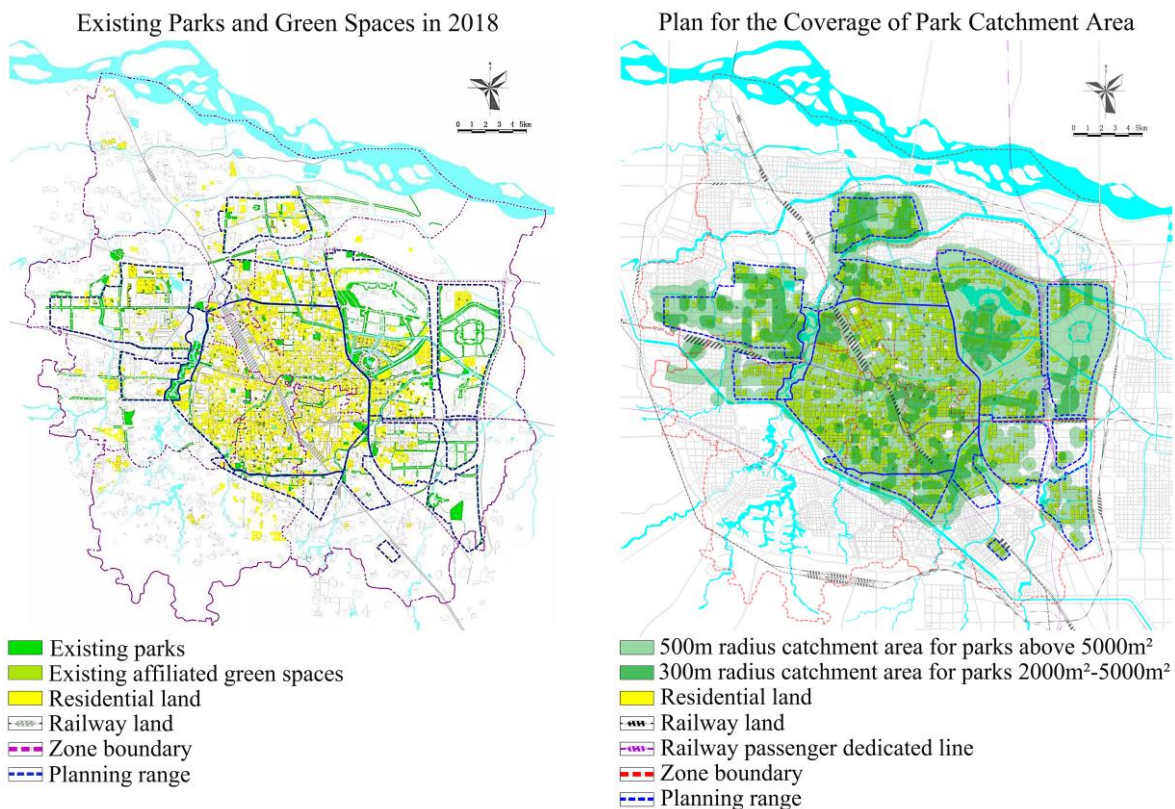 Existing Parks and Green Spaces in 2018
Plan for the Coverage of Park Catchment Area
0 1 2 3 4 5km
0 1 2 3 4 5km
Existing parks
Existing affiliated green spaces
Residential land
Railway land
Zone boundary
Planning range
500m radius catchment area for parks above 5000m²
300m radius catchment area for parks 2000m²-5000m²
Residential land
Railway land
Railway passenger dedicated line
Zone boundary
Planning range